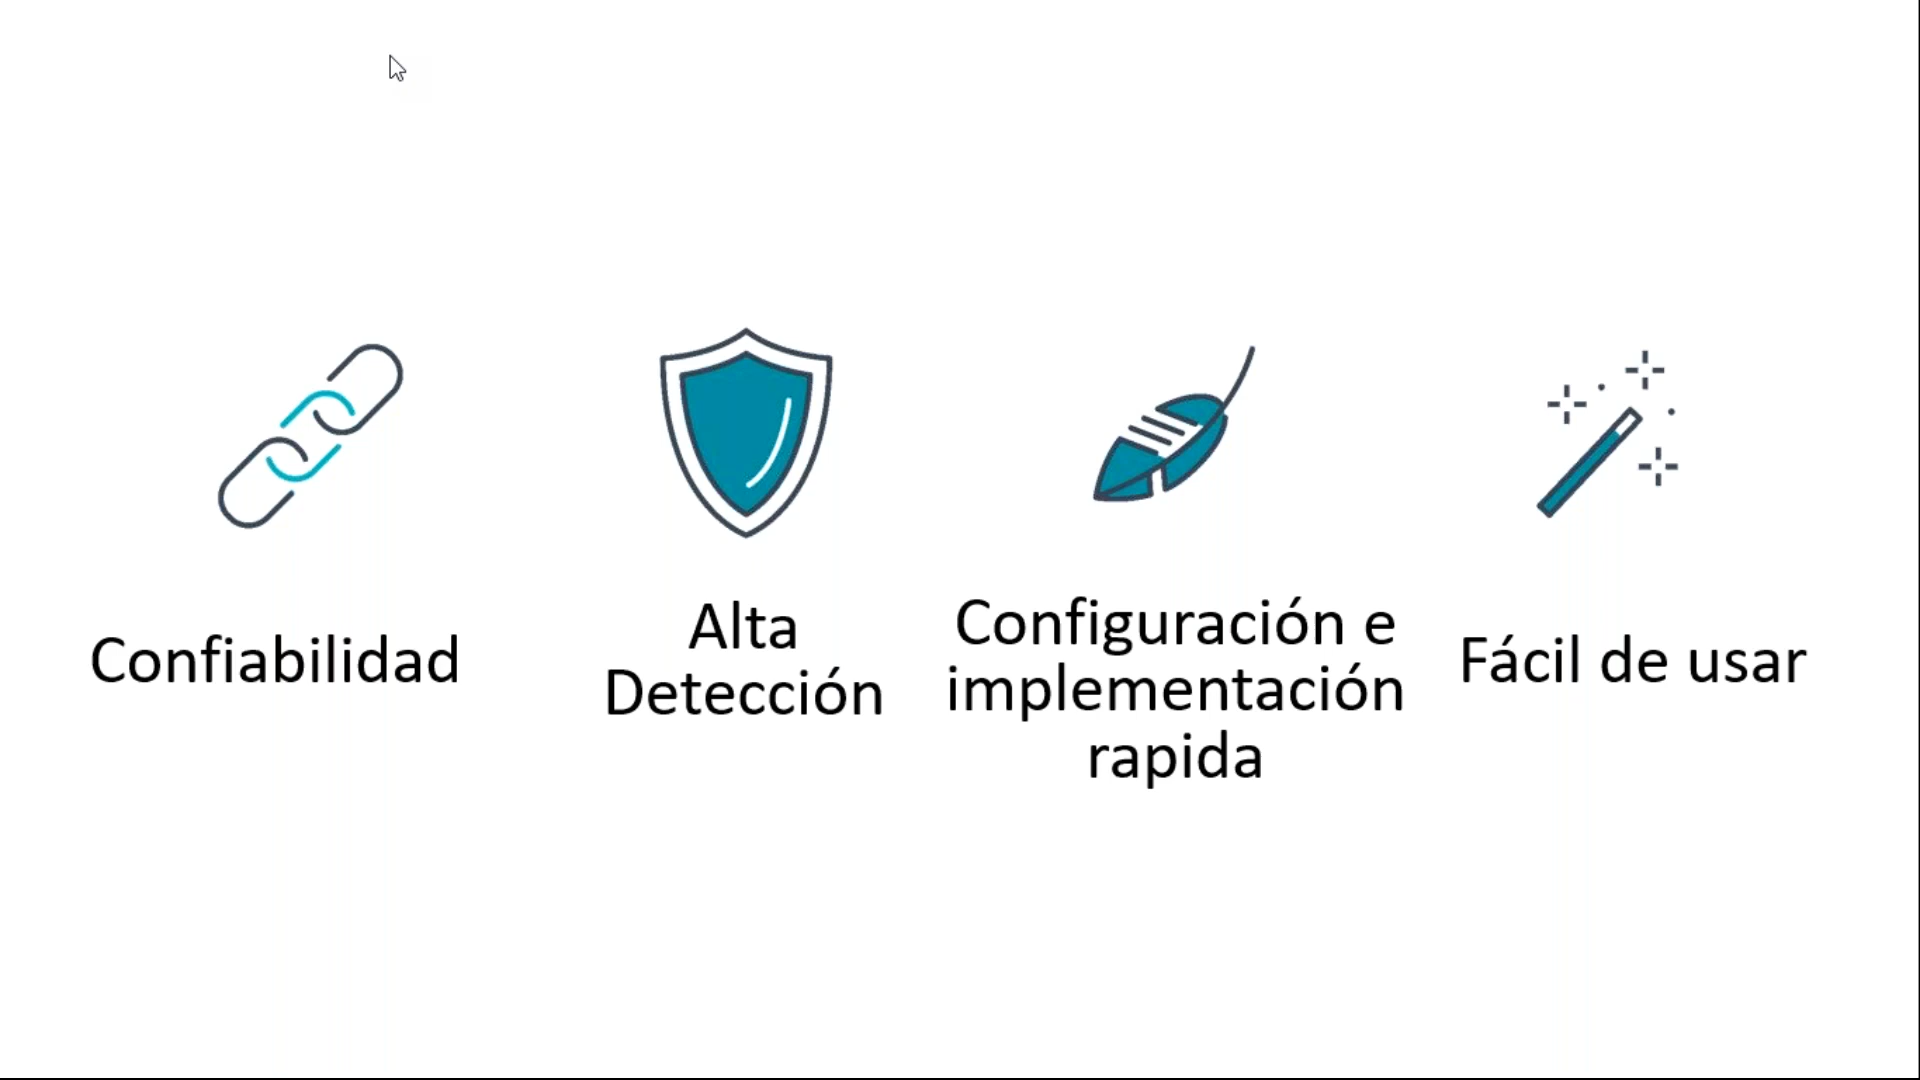 Confiabilidad
Alta
Detección
Configuración e
implementación
rapida
Fácil de usar